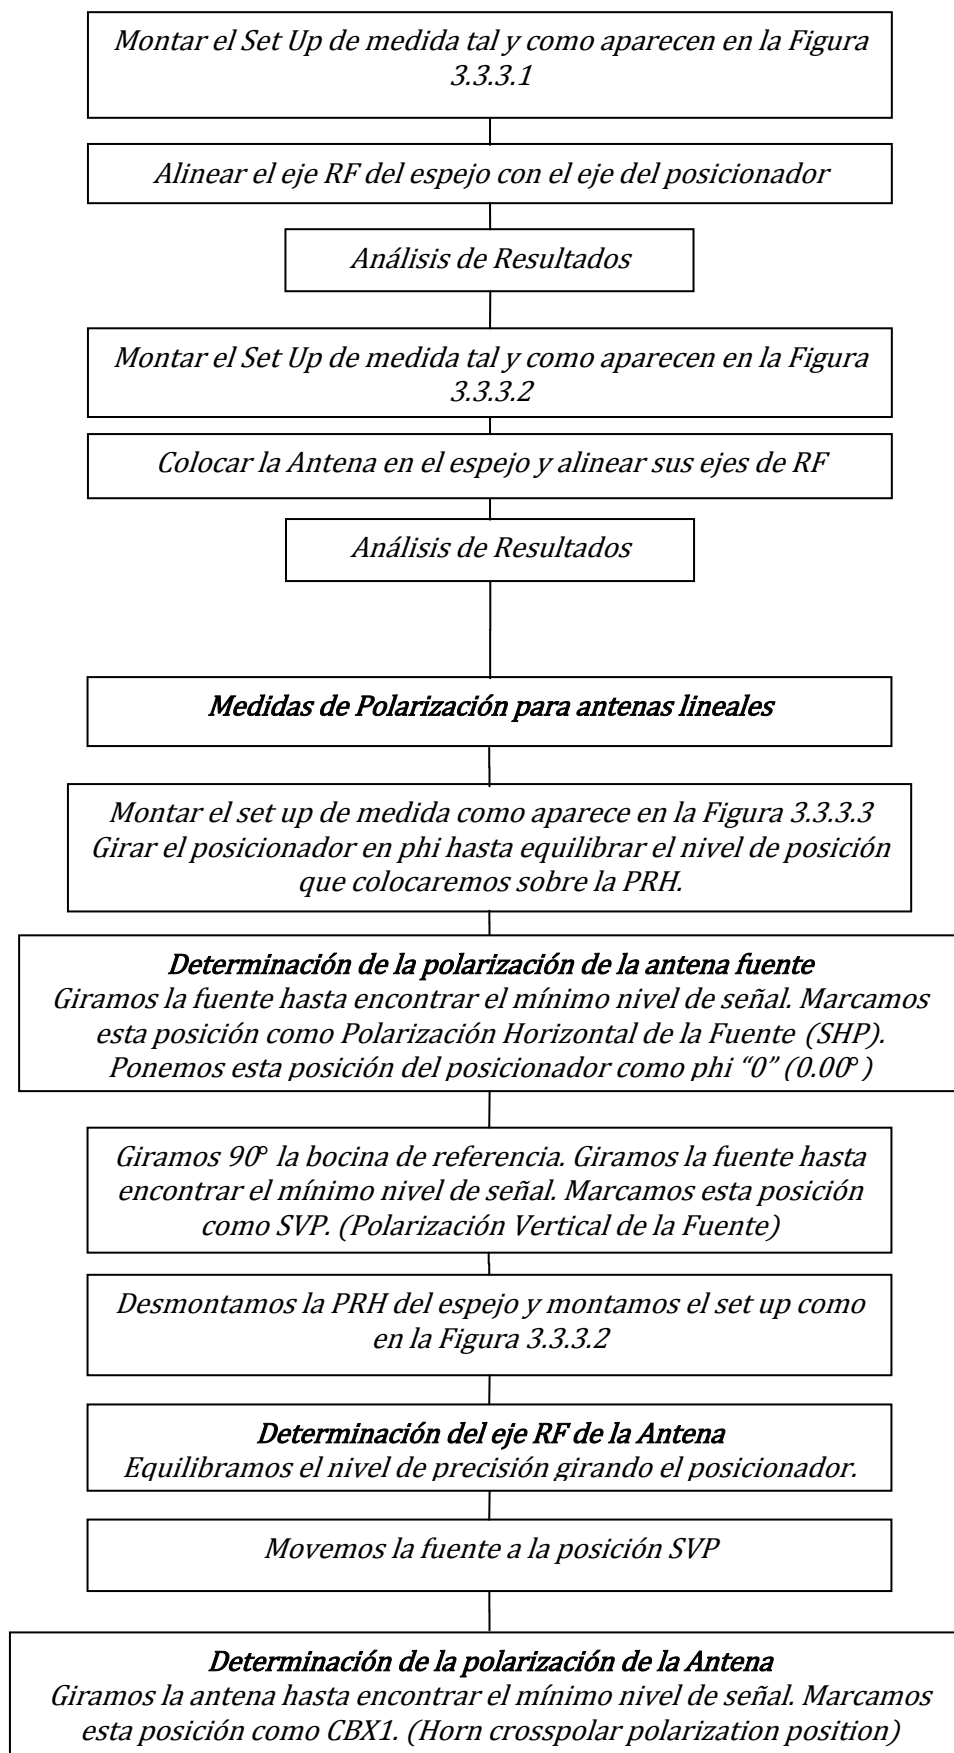 Montar el Set Up de medida tal y como aparecen en la Figura
3.3.3.1
Alinear el eje RF del espejo con el eje del posicionador
Análisis de Resultados
Montar el Set Up de medida tal y como aparecen en la Figura
3.3.3.2
Colocar la Antena en el espejo y alinear sus ejes de RF
Análisis de Resultados
Medidas de Polarización para antenas lineales
Montar el set up de medida como aparece en la Figura 3.3.3.3
Girar el posicionador en phi hasta equilibrar el nivel de posición
que colocaremos sobre la PRH.
Determinación de la polarización de la antena fuente
Giramos la fuente hasta encontrar el mínimo nivel de señal. Marcamos
esta posición como Polarización Horizontal de la Fuente (SHP).
Ponemos esta posición del posicionador como phi “0” (0.00º)
Giramos 90º la bocina de referencia. Giramos la fuente hasta
encontrar el mínimo nivel de señal. Marcamos esta posición
como SVP. (Polarización Vertical de la Fuente)
Desmontamos la PRH del espejo y montamos el set up como
en la Figura 3.3.3.2
Determinación del eje RF de la Antena
Equilibramos el nivel de precisión girando el posicionador.
Movemos la fuente a la posición SVP
Determinación de la polarización de la Antena
Giramos la antena hasta encontrar el mínimo nivel de señal. Marcamos
esta posición como CBX1. (Horn crosspolar polarization position)